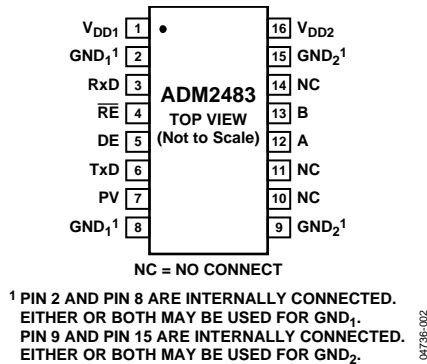 V_DD1 1 16 V_DD2
GND₁¹ 2 15 GND₂¹
RxD 3 14 NC
R̅E̅ 4 13 B
DE 5 12 A
TxD 6 11 NC
PV 7 10 NC
GND₁¹ 8 9 GND₂¹
ADM2483
TOP VIEW
(Not to Scale)
NC = NO CONNECT
¹ PIN 2 AND PIN 8 ARE INTERNALLY CONNECTED.
EITHER OR BOTH MAY BE USED FOR GND₁.
PIN 9 AND PIN 15 ARE INTERNALLY CONNECTED.
EITHER OR BOTH MAY BE USED FOR GND₂.
04736-002